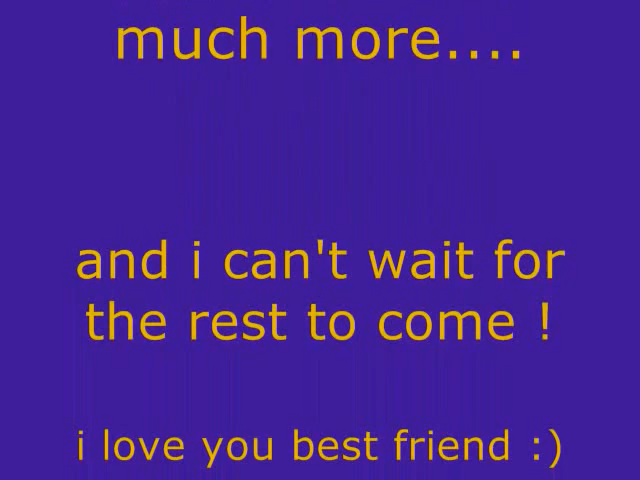 much more....
and i can't wait for
the rest to come !
i love you best friend :)